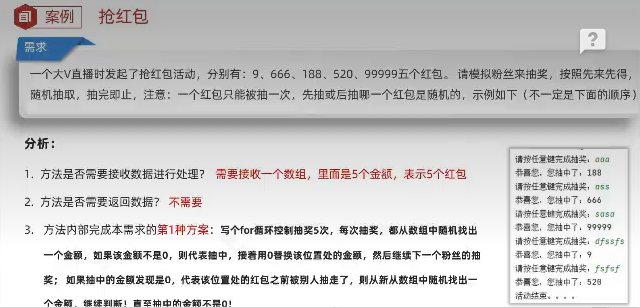 案例 抢红包
需求
?
一个大V直播时发起了抢红包活动，分别有：9、666、188、520、99999五个红包。 请模拟粉丝来抽奖，按照先来先得，
随机抽取，抽完即止，注意：一个红包只能被抽一次，先抽或后抽哪一个红包是随机的，示例如下（不一定是下面的顺序）
分析：
1. 方法是否需要接收数据进行处理？ 需要接收一个数组，里面是5个金额，表示5个红包
2. 方法是否需要返回数据？ 不需要
3. 方法内部完成本需求的第1种方案：写个for循环控制抽奖5次，每次抽奖，都从数组中随机找出
一个金额，如果该金额不是0，则代表抽中，接着用0替换该位置处的金额，然后继续下一个粉丝的抽
奖； 如果抽中的金额发现是0，代表该位置处的红包之前被别人抽走了，则从新从数组中随机找出一
个金额，继续判断！直至抽中的金额不是0！
请按任意键完成抽奖：aaa
恭喜您，您抽中了：188
请按任意键完成抽奖：ass
恭喜您，您抽中了：666
请按任意键完成抽奖：sasa
恭喜您，您抽中了：99999
请按任意键完成抽奖：dfssfs
恭喜您，您抽中了：9
请按任意键完成抽奖：fsfsf
恭喜您，您抽中了：520
活动结束。。。。